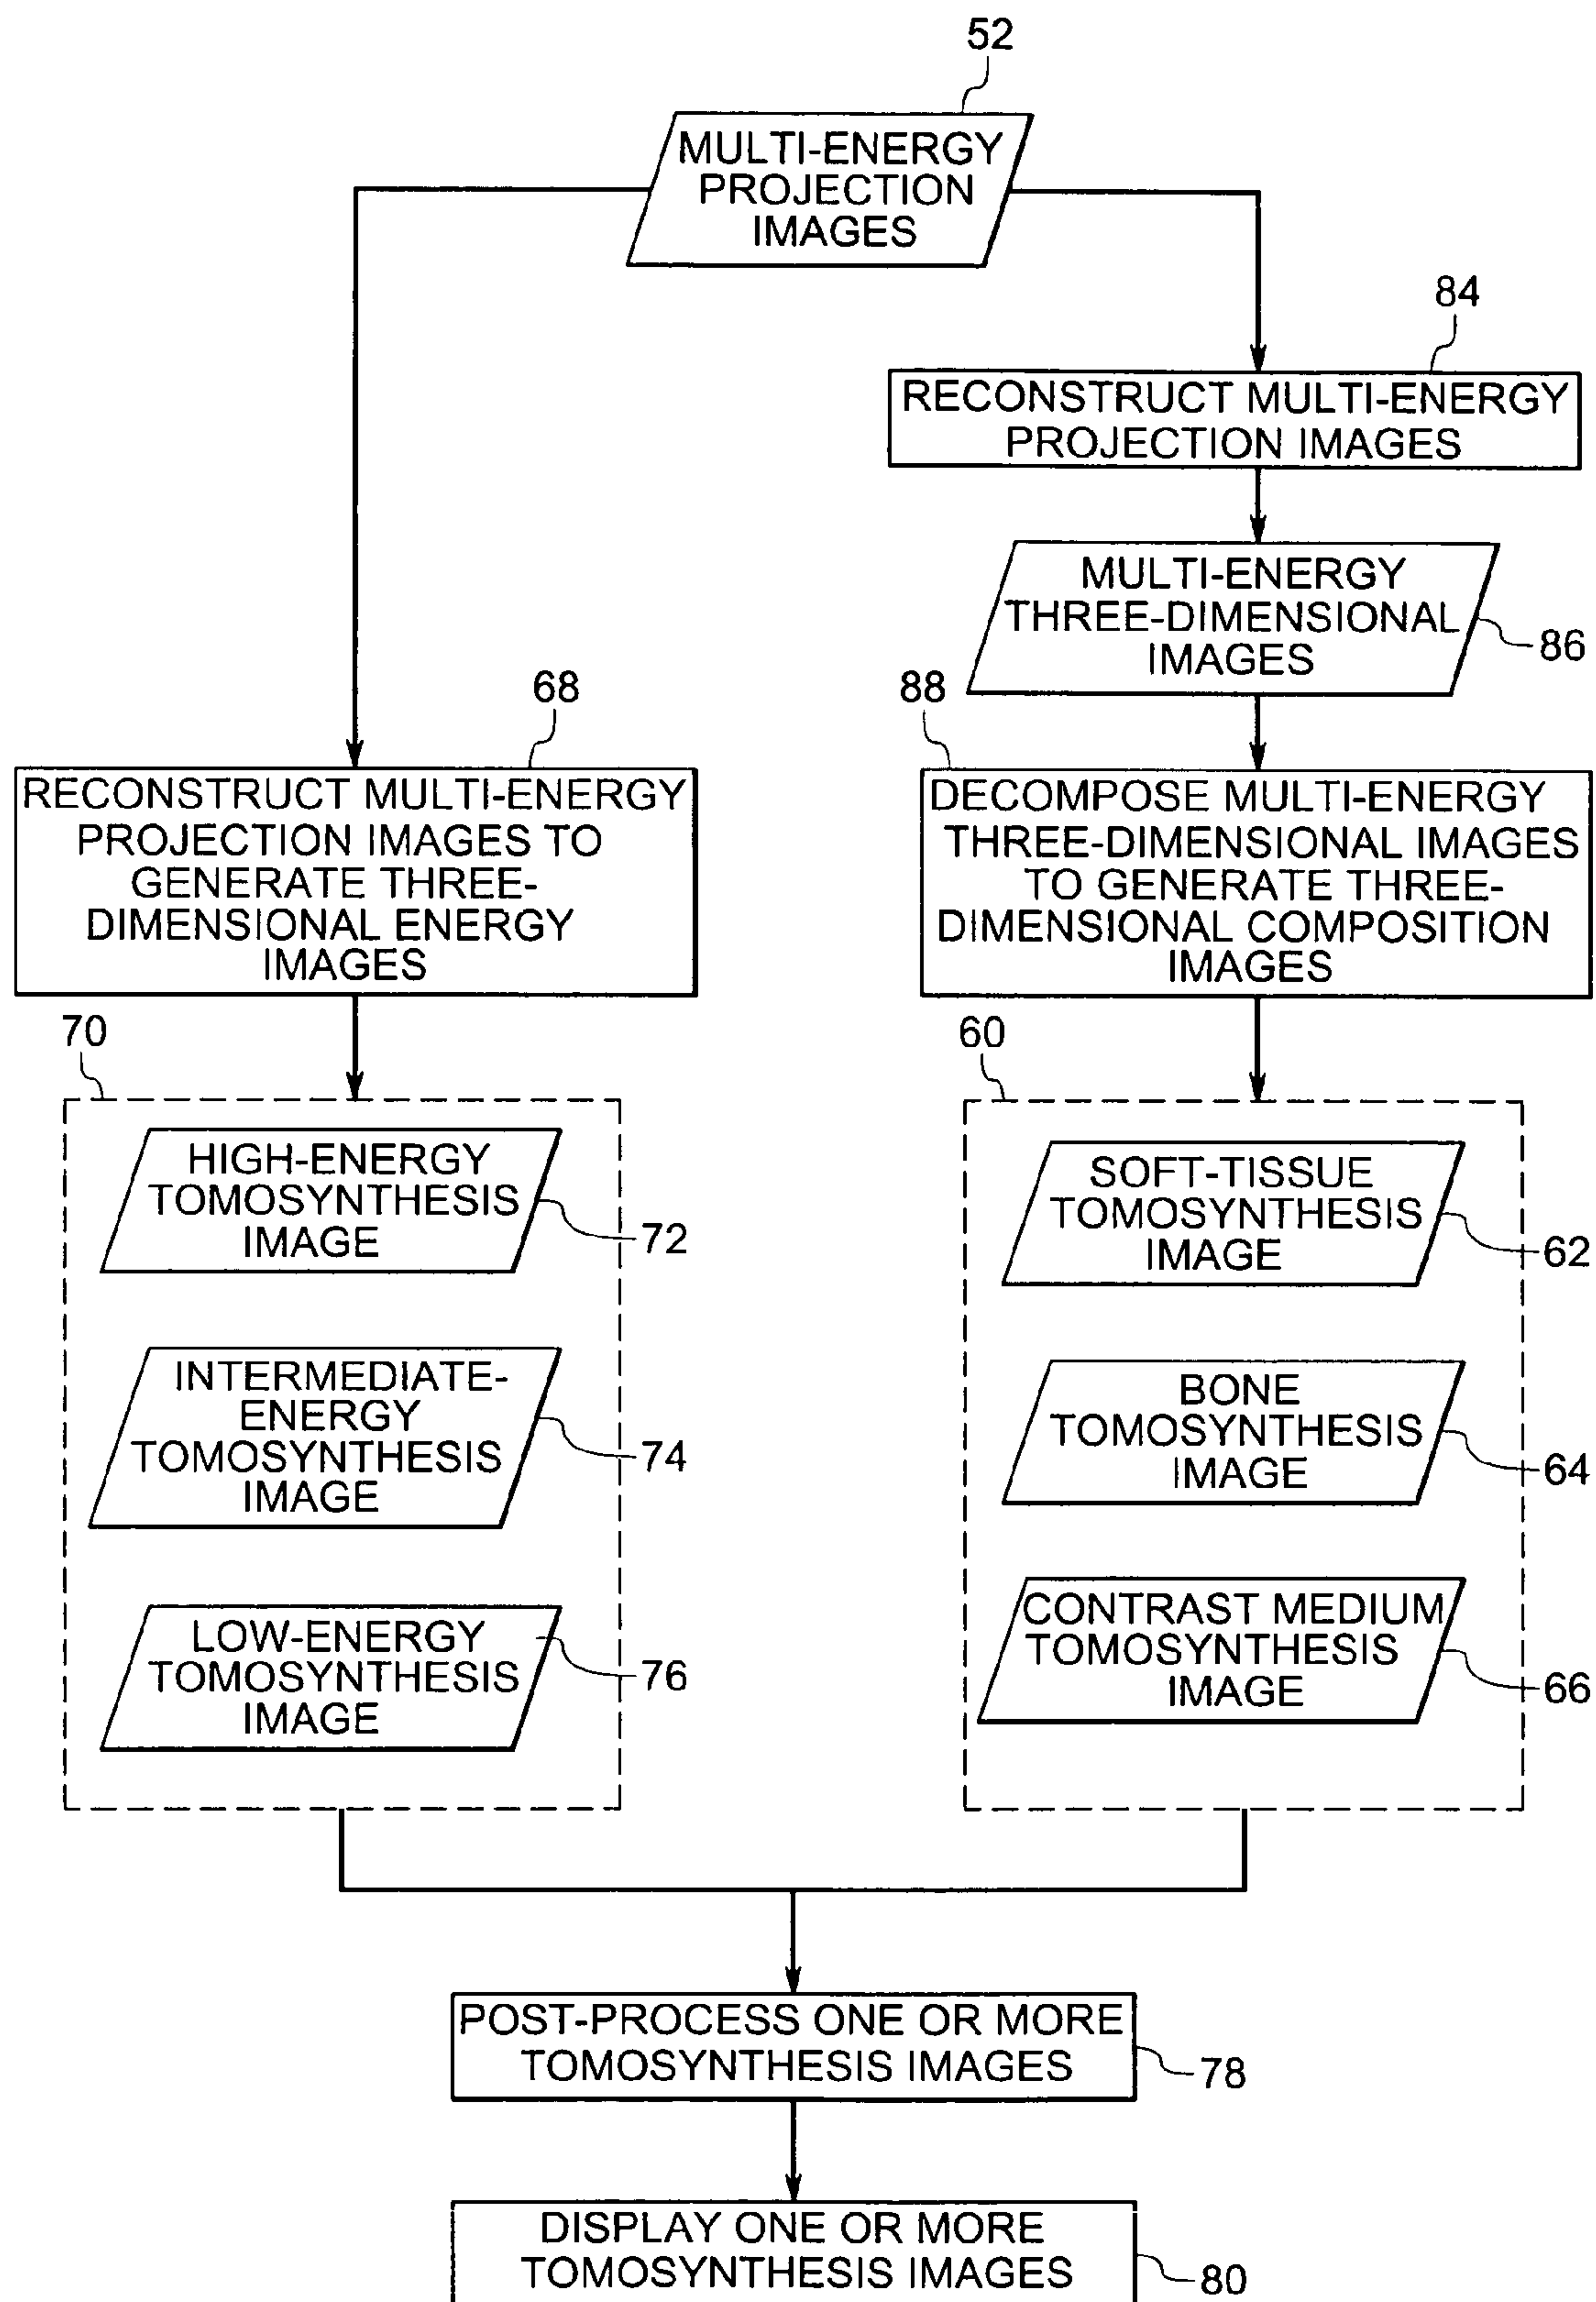 52
MULTI-ENERGY
PROJECTION
IMAGES
84
RECONSTRUCT MULTI-ENERGY
PROJECTION IMAGES
MULTI-ENERGY
THREE-DIMENSIONAL
IMAGES
86
68
RECONSTRUCT MULTI-ENERGY
PROJECTION IMAGES TO
GENERATE THREE-
DIMENSIONAL ENERGY
IMAGES
88
DECOMPOSE MULTI-ENERGY
THREE-DIMENSIONAL IMAGES
TO GENERATE THREE-
DIMENSIONAL COMPOSITION
IMAGES
70
HIGH-ENERGY
TOMOSYNTHESIS
IMAGE
72
INTERMEDIATE-
ENERGY
TOMOSYNTHESIS
IMAGE
74
LOW-ENERGY
TOMOSYNTHESIS
IMAGE
76
60
SOFT-TISSUE
TOMOSYNTHESIS
IMAGE
62
BONE
TOMOSYNTHESIS
IMAGE
64
CONTRAST MEDIUM
TOMOSYNTHESIS
IMAGE
66
POST-PROCESS ONE OR MORE
TOMOSYNTHESIS IMAGES
78
DISPLAY ONE OR MORE
TOMOSYNTHESIS IMAGES
80